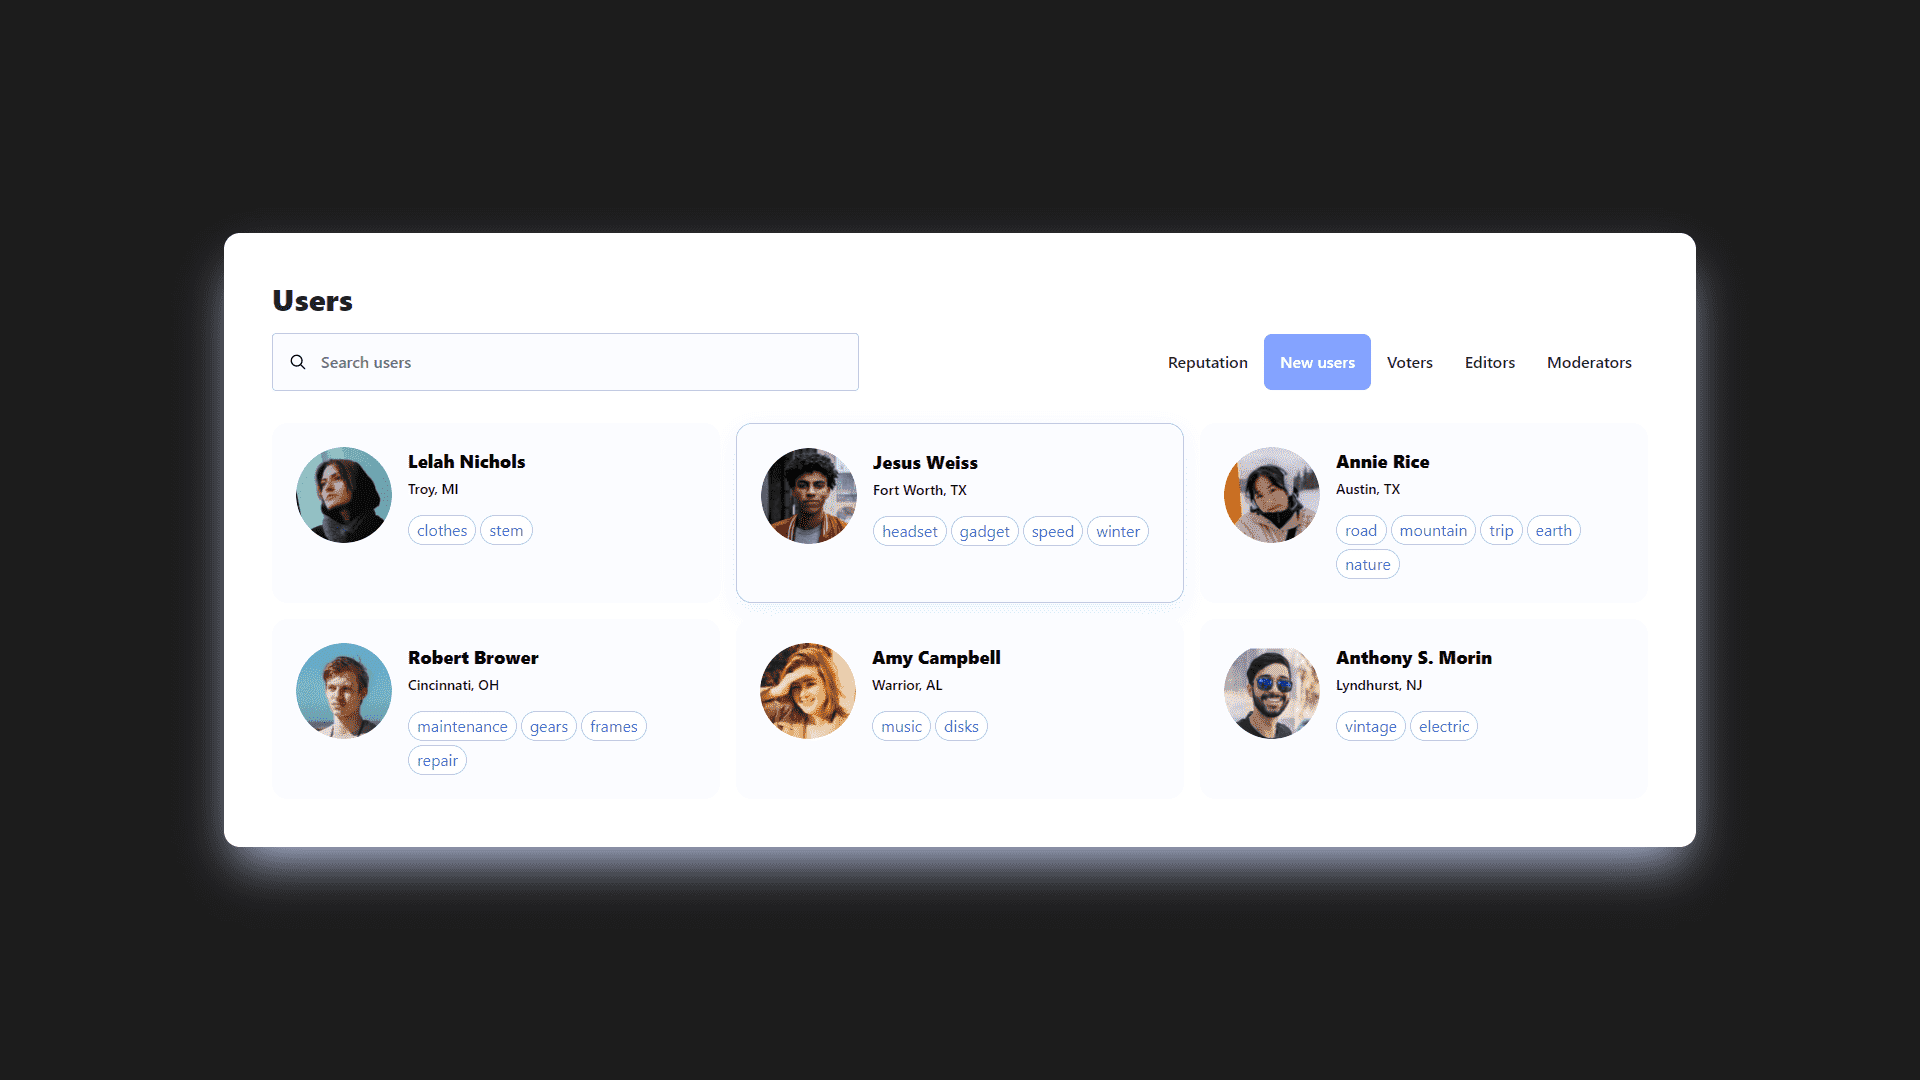 Users
Search users
Reputation New users Voters Editors Moderators
Lelah Nichols
Troy, MI
clothes stem
Jesus Weiss
Fort Worth, TX
headset gadget speed winter
Annie Rice
Austin, TX
road mountain trip earth
nature
Robert Brower
Cincinnati, OH
maintenance gears frames
repair
Amy Campbell
Warrior, AL
music disks
Anthony S. Morin
Lyndhurst, NJ
vintage electric